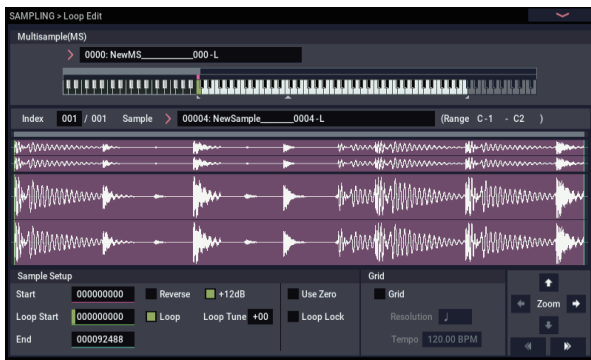 SAMPLING > Loop Edit
Multisample(MS)
0000: NewMS__________000-L
Index 001 / 001 Sample 00004: NewSample______0004-L (Range C-1 - C2 )
Sample Setup Grid
Start 000000000 Reverse +12dB Use Zero Grid
Loop Start 000000000 Loop Loop Tune +00 Loop Lock Resolution ♩ Zoom
End 000092488 Tempo 120.00 BPM